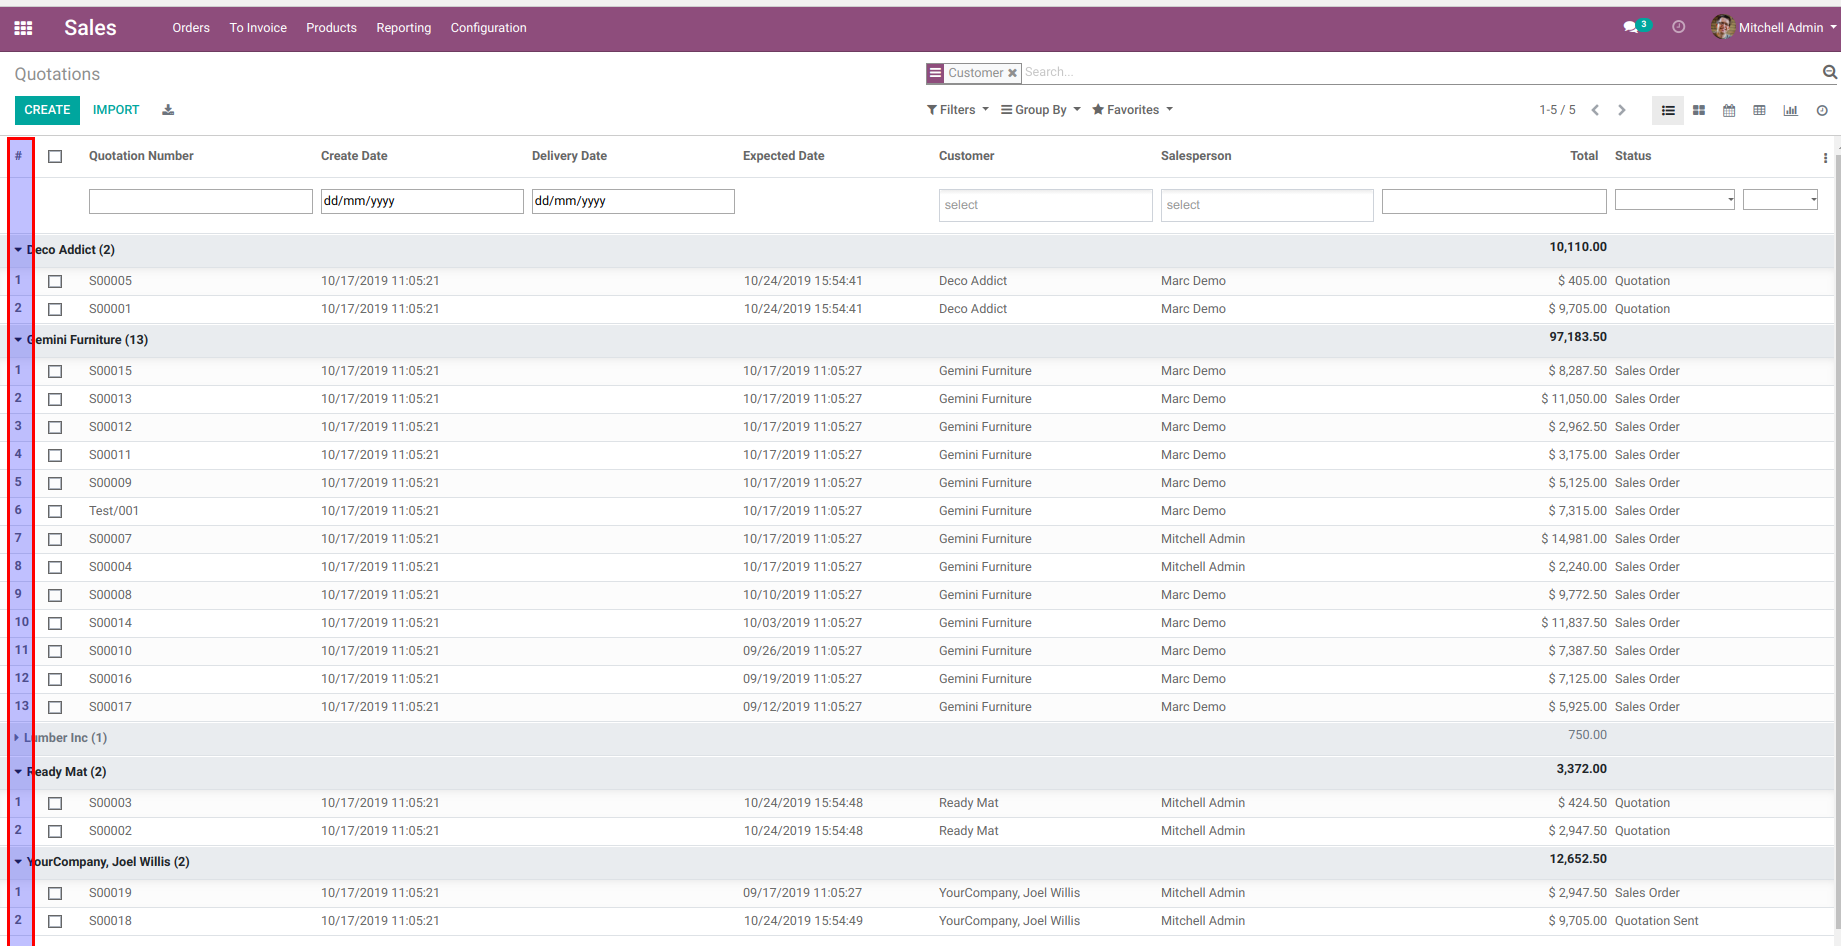 Sales Orders To Invoice Products Reporting Configuration 3 Mitchell Admin
Quotations Customer Search...
CREATE IMPORT Filters Group By Favorites 1-5 / 5
# Quotation Number Create Date Delivery Date Expected Date Customer Salesperson Total Status
dd/mm/yyyy dd/mm/yyyy select select
Deco Addict (2) 10,110.00
1 S00005 10/17/2019 11:05:21 10/24/2019 15:54:41 Deco Addict Marc Demo $ 405.00 Quotation
2 S00001 10/17/2019 11:05:21 10/24/2019 15:54:41 Deco Addict Marc Demo $ 9,705.00 Quotation
Gemini Furniture (13) 97,183.50
1 S00015 10/17/2019 11:05:21 10/17/2019 11:05:27 Gemini Furniture Marc Demo $ 8,287.50 Sales Order
2 S00013 10/17/2019 11:05:21 10/17/2019 11:05:27 Gemini Furniture Marc Demo $ 11,050.00 Sales Order
3 S00012 10/17/2019 11:05:21 10/17/2019 11:05:27 Gemini Furniture Marc Demo $ 2,962.50 Sales Order
4 S00011 10/17/2019 11:05:21 10/17/2019 11:05:27 Gemini Furniture Marc Demo $ 3,175.00 Sales Order
5 S00009 10/17/2019 11:05:21 10/17/2019 11:05:27 Gemini Furniture Marc Demo $ 5,125.00 Sales Order
6 Test/001 10/17/2019 11:05:21 10/17/2019 11:05:27 Gemini Furniture Marc Demo $ 7,315.00 Sales Order
7 S00007 10/17/2019 11:05:21 10/17/2019 11:05:27 Gemini Furniture Mitchell Admin $ 14,981.00 Sales Order
8 S00004 10/17/2019 11:05:21 10/17/2019 11:05:27 Gemini Furniture Mitchell Admin $ 2,240.00 Sales Order
9 S00008 10/17/2019 11:05:21 10/10/2019 11:05:27 Gemini Furniture Marc Demo $ 9,772.50 Sales Order
10 S00014 10/17/2019 11:05:21 10/03/2019 11:05:27 Gemini Furniture Marc Demo $ 11,837.50 Sales Order
11 S00010 10/17/2019 11:05:21 09/26/2019 11:05:27 Gemini Furniture Marc Demo $ 7,387.50 Sales Order
12 S00016 10/17/2019 11:05:21 09/19/2019 11:05:27 Gemini Furniture Marc Demo $ 7,125.00 Sales Order
13 S00017 10/17/2019 11:05:21 09/12/2019 11:05:27 Gemini Furniture Marc Demo $ 5,925.00 Sales Order
Lumber Inc (1) 750.00
Ready Mat (2) 3,372.00
1 S00003 10/17/2019 11:05:21 10/24/2019 15:54:48 Ready Mat Mitchell Admin $ 424.50 Quotation
2 S00002 10/17/2019 11:05:21 10/24/2019 15:54:48 Ready Mat Mitchell Admin $ 2,947.50 Quotation
YourCompany, Joel Willis (2) 12,652.50
1 S00019 10/17/2019 11:05:21 09/17/2019 11:05:27 YourCompany, Joel Willis Mitchell Admin $ 2,947.50 Sales Order
2 S00018 10/17/2019 11:05:21 10/24/2019 15:54:49 YourCompany, Joel Willis Mitchell Admin $ 9,705.00 Quotation Sent